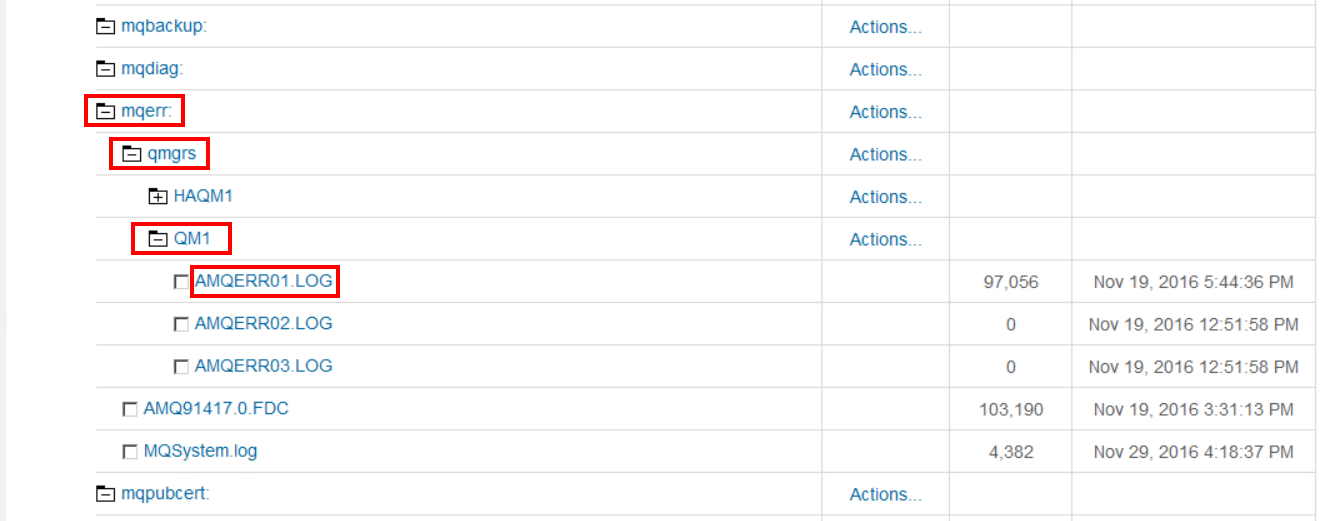 mqbackup: Actions...
mqdiag: Actions...
mqerr: Actions...
qmgrs Actions...
HAQM1 Actions...
QM1 Actions...
AMQERR01.LOG 97,056 Nov 19, 2016 5:44:36 PM
AMQERR02.LOG 0 Nov 19, 2016 12:51:58 PM
AMQERR03.LOG 0 Nov 19, 2016 12:51:58 PM
AMQ91417.0.FDC 103,190 Nov 19, 2016 3:31:13 PM
MQSystem.log 4,382 Nov 29, 2016 4:18:37 PM
mqpubcert: Actions...